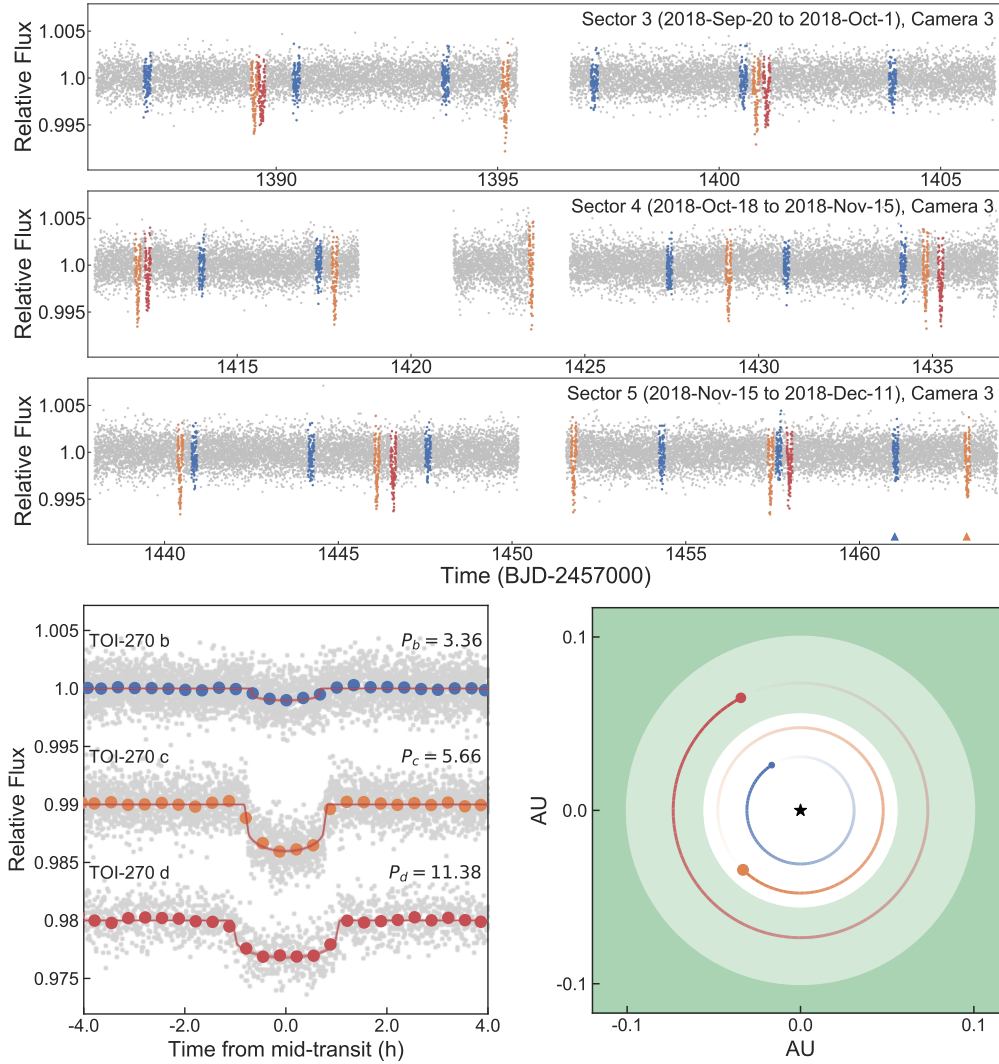 Sector 3 (2018-Sep-20 to 2018-Oct-1), Camera 3
Relative Flux
1.005
1.0
0.995
1390
1395
1400
1405
Sector 4 (2018-Oct-18 to 2018-Nov-15), Camera 3
Relative Flux
1.005
1.0
0.995
1415
1420
1425
1430
1435
Sector 5 (2018-Nov-15 to 2018-Dec-11), Camera 3
Relative Flux
1.005
1.0
0.995
1440
1445
1450
1455
1460
Time (BJD-2457000)
Relative Flux
1.005
1.0
0.995
0.99
0.985
0.98
0.975
TOI-270 b
P_b = 3.36
TOI-270 c
P_c = 5.66
TOI-270 d
P_d = 11.38
-4.0
-2.0
0.0
2.0
4.0
Time from mid-transit (h)
AU
0.1
0.0
-0.1
-0.1
0.0
0.1
AU